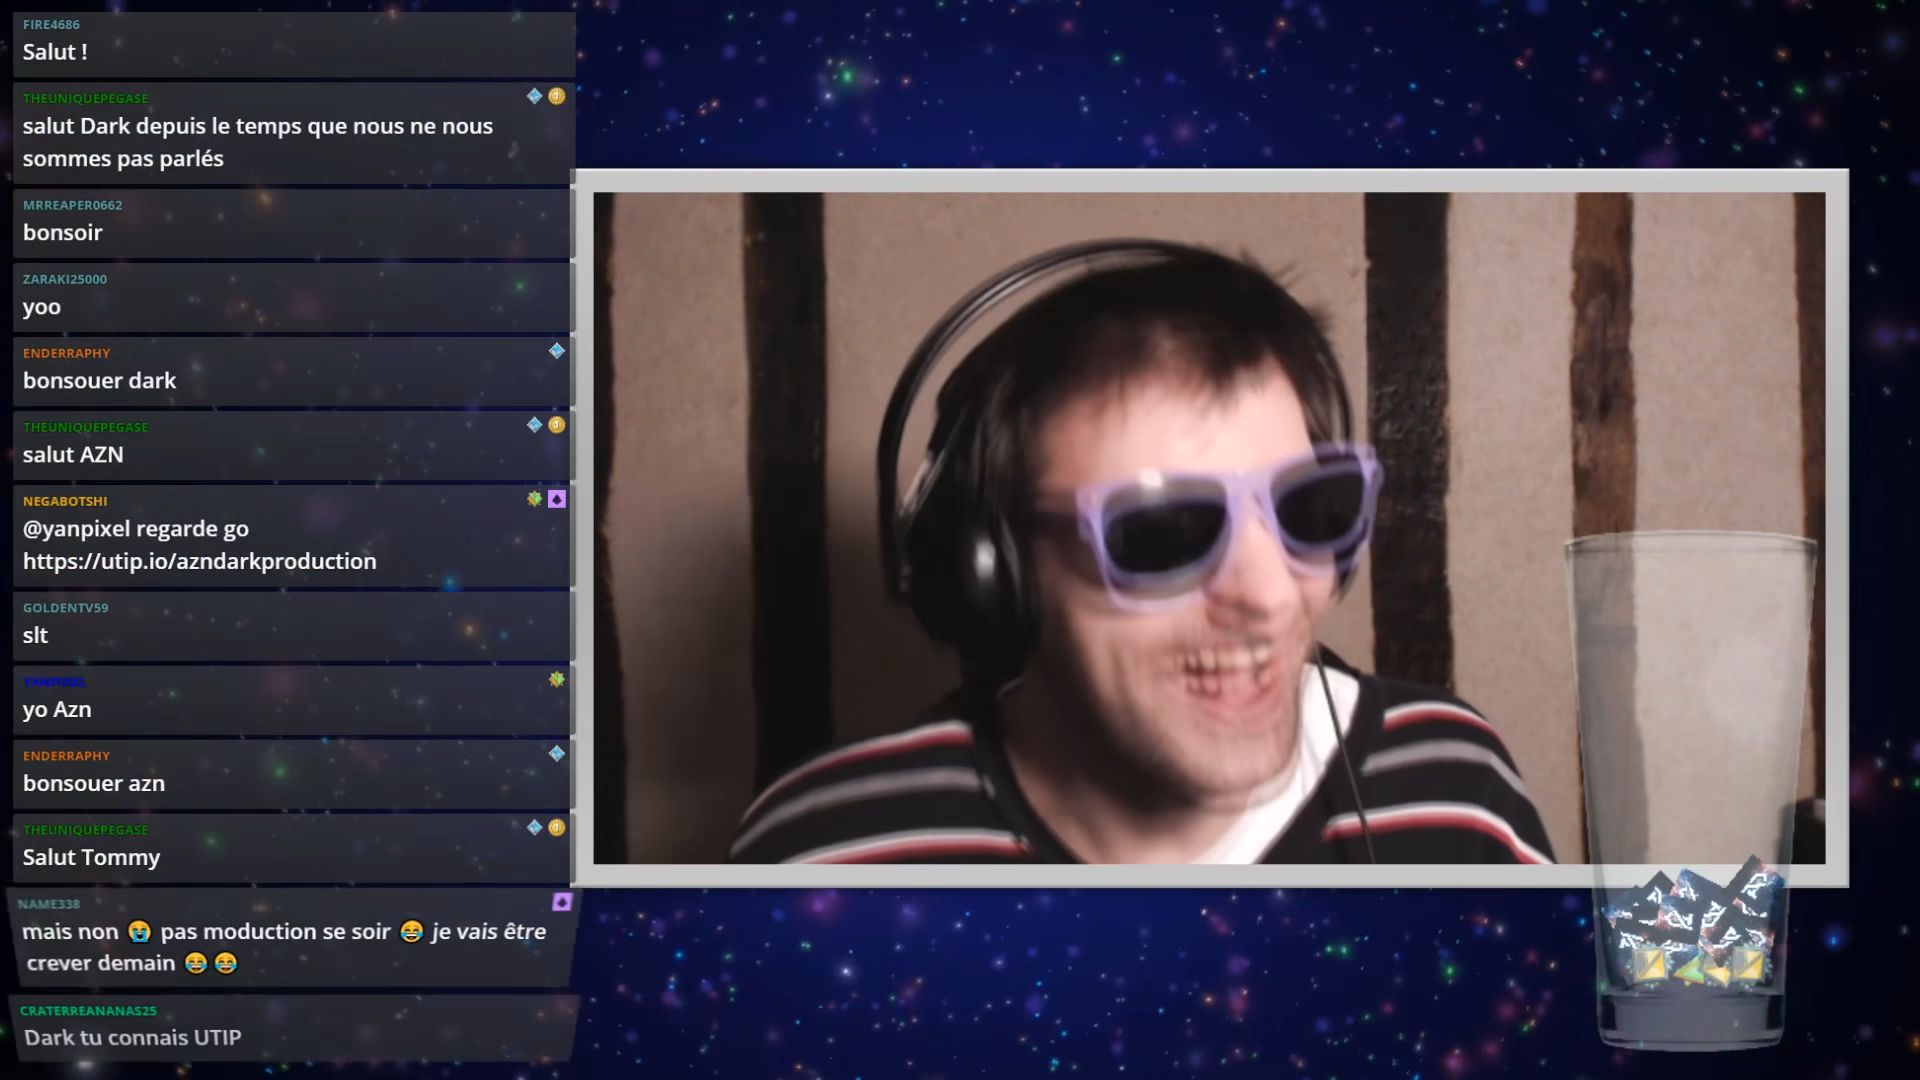 FIRE4686
Salut !
THEUNIQUEPEGASE
salut Dark depuis le temps que nous ne nous
sommes pas parlés
MRREAPER0662
bonsoir
ZARAKI25000
yoo
ENDERRAPHY
bonsouer dark
THEUNIQUEPEGASE
salut AZN
NEGABOTSHI
@yanpixel regarde go
https://utip.io/azndarkproduction
GOLDENTV59
slt
YANPIXEL
yo Azn
ENDERRAPHY
bonsouer azn
THEUNIQUEPEGASE
Salut Tommy
NAME338
mais non 😭 pas moduction se soir 😂 je vais être
crever demain 😂 😂
CRATERREANANAS25
Dark tu connais UTIP